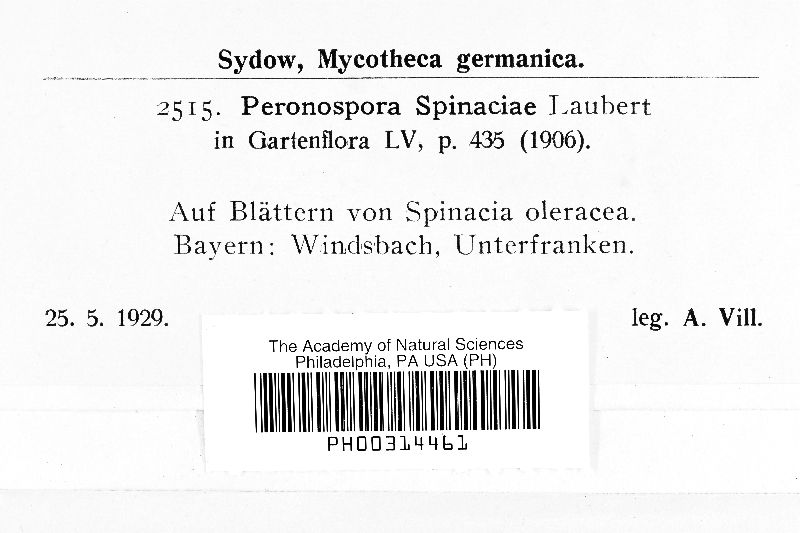 Sydow, Mycotheca germanica.
2515. Peronospora Spinaciae Laubert
in Gartenflora LV, p. 435 (1906).
Auf Blättern von Spinacia oleracea.
Bayern: Windsbach, Unterfranken.
25. 5. 1929.
leg. A. Vill.
The Academy of Natural Sciences
Philadelphia, PA USA (PH)
PH00314461